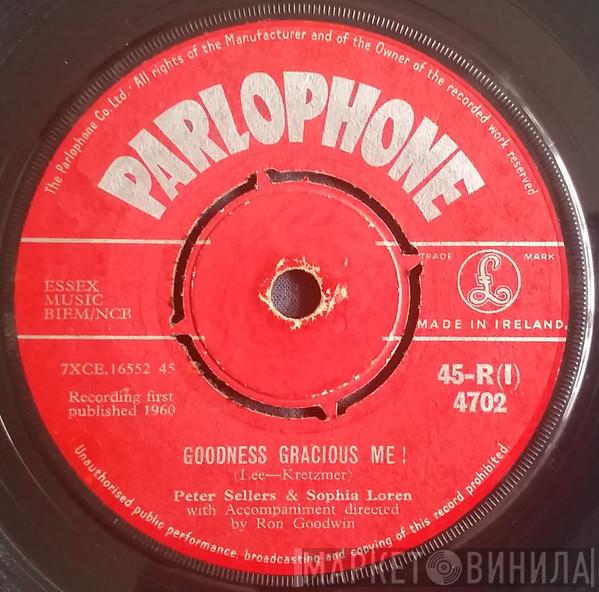 The Parlophone Co. Ltd · All rights of the Manufacturer and of the Owner of the recorded work reserved
PARLOPHONE
TRADE MARK
£
MADE IN IRELAND.
ESSEX
MUSIC
BIEM/NCB
7XCE.16552 45
Recording first
published 1960
45-R(I)
4702
GOODNESS GRACIOUS ME!
(Lee—Kretzmer)
Peter Sellers & Sophia Loren
with Accompaniment directed
by Ron Goodwin
Unauthorised public performance, broadcasting and copying of this record prohibited.
МАРКЕТ ВИНИЛА